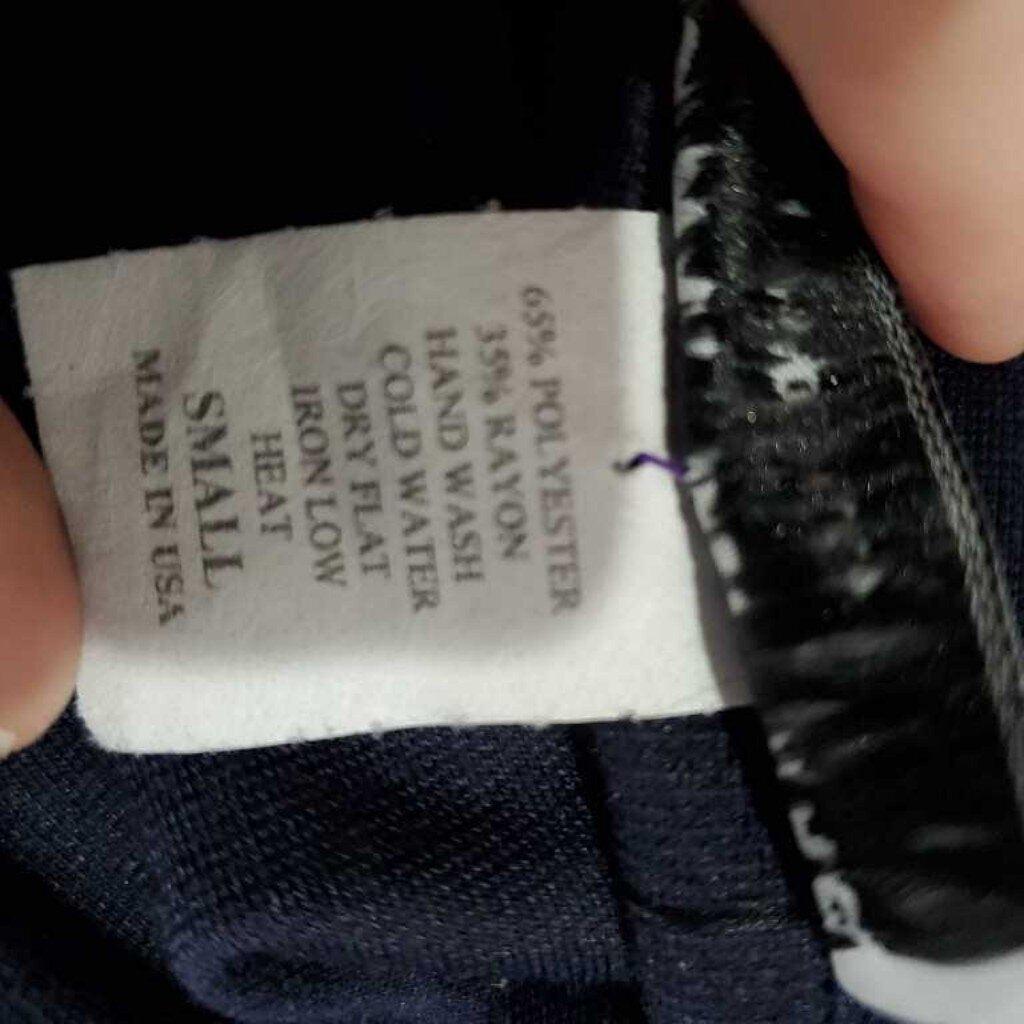 65% POLYESTER
35% RAYON
HAND WASH
COLD WATER
DRY FLAT
IRON LOW
HEAT
SMALL
MADE IN USA